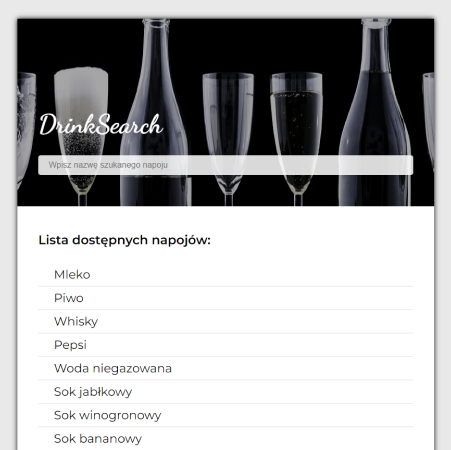 DrinkSearch
Wpisz nazwę szukanego napoju
Lista dostępnych napojów:
Mleko
Piwo
Whisky
Pepsi
Woda niegazowana
Sok jabłkowy
Sok winogronowy
Sok bananowy